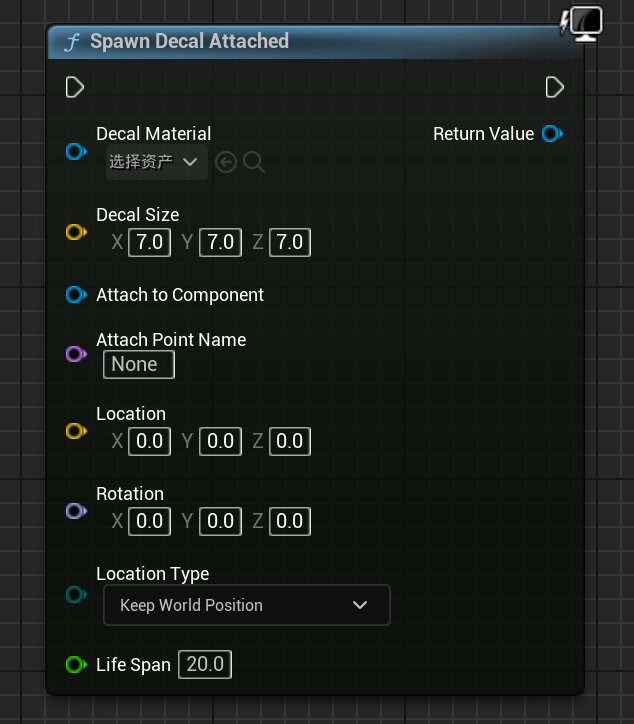 Spawn Decal Attached
Decal Material
Return Value
选择资产
Decal Size
X 7.0 Y 7.0 Z 7.0
Attach to Component
Attach Point Name
None
Location
X 0.0 Y 0.0 Z 0.0
Rotation
X 0.0 Y 0.0 Z 0.0
Location Type
Keep World Position
Life Span 20.0